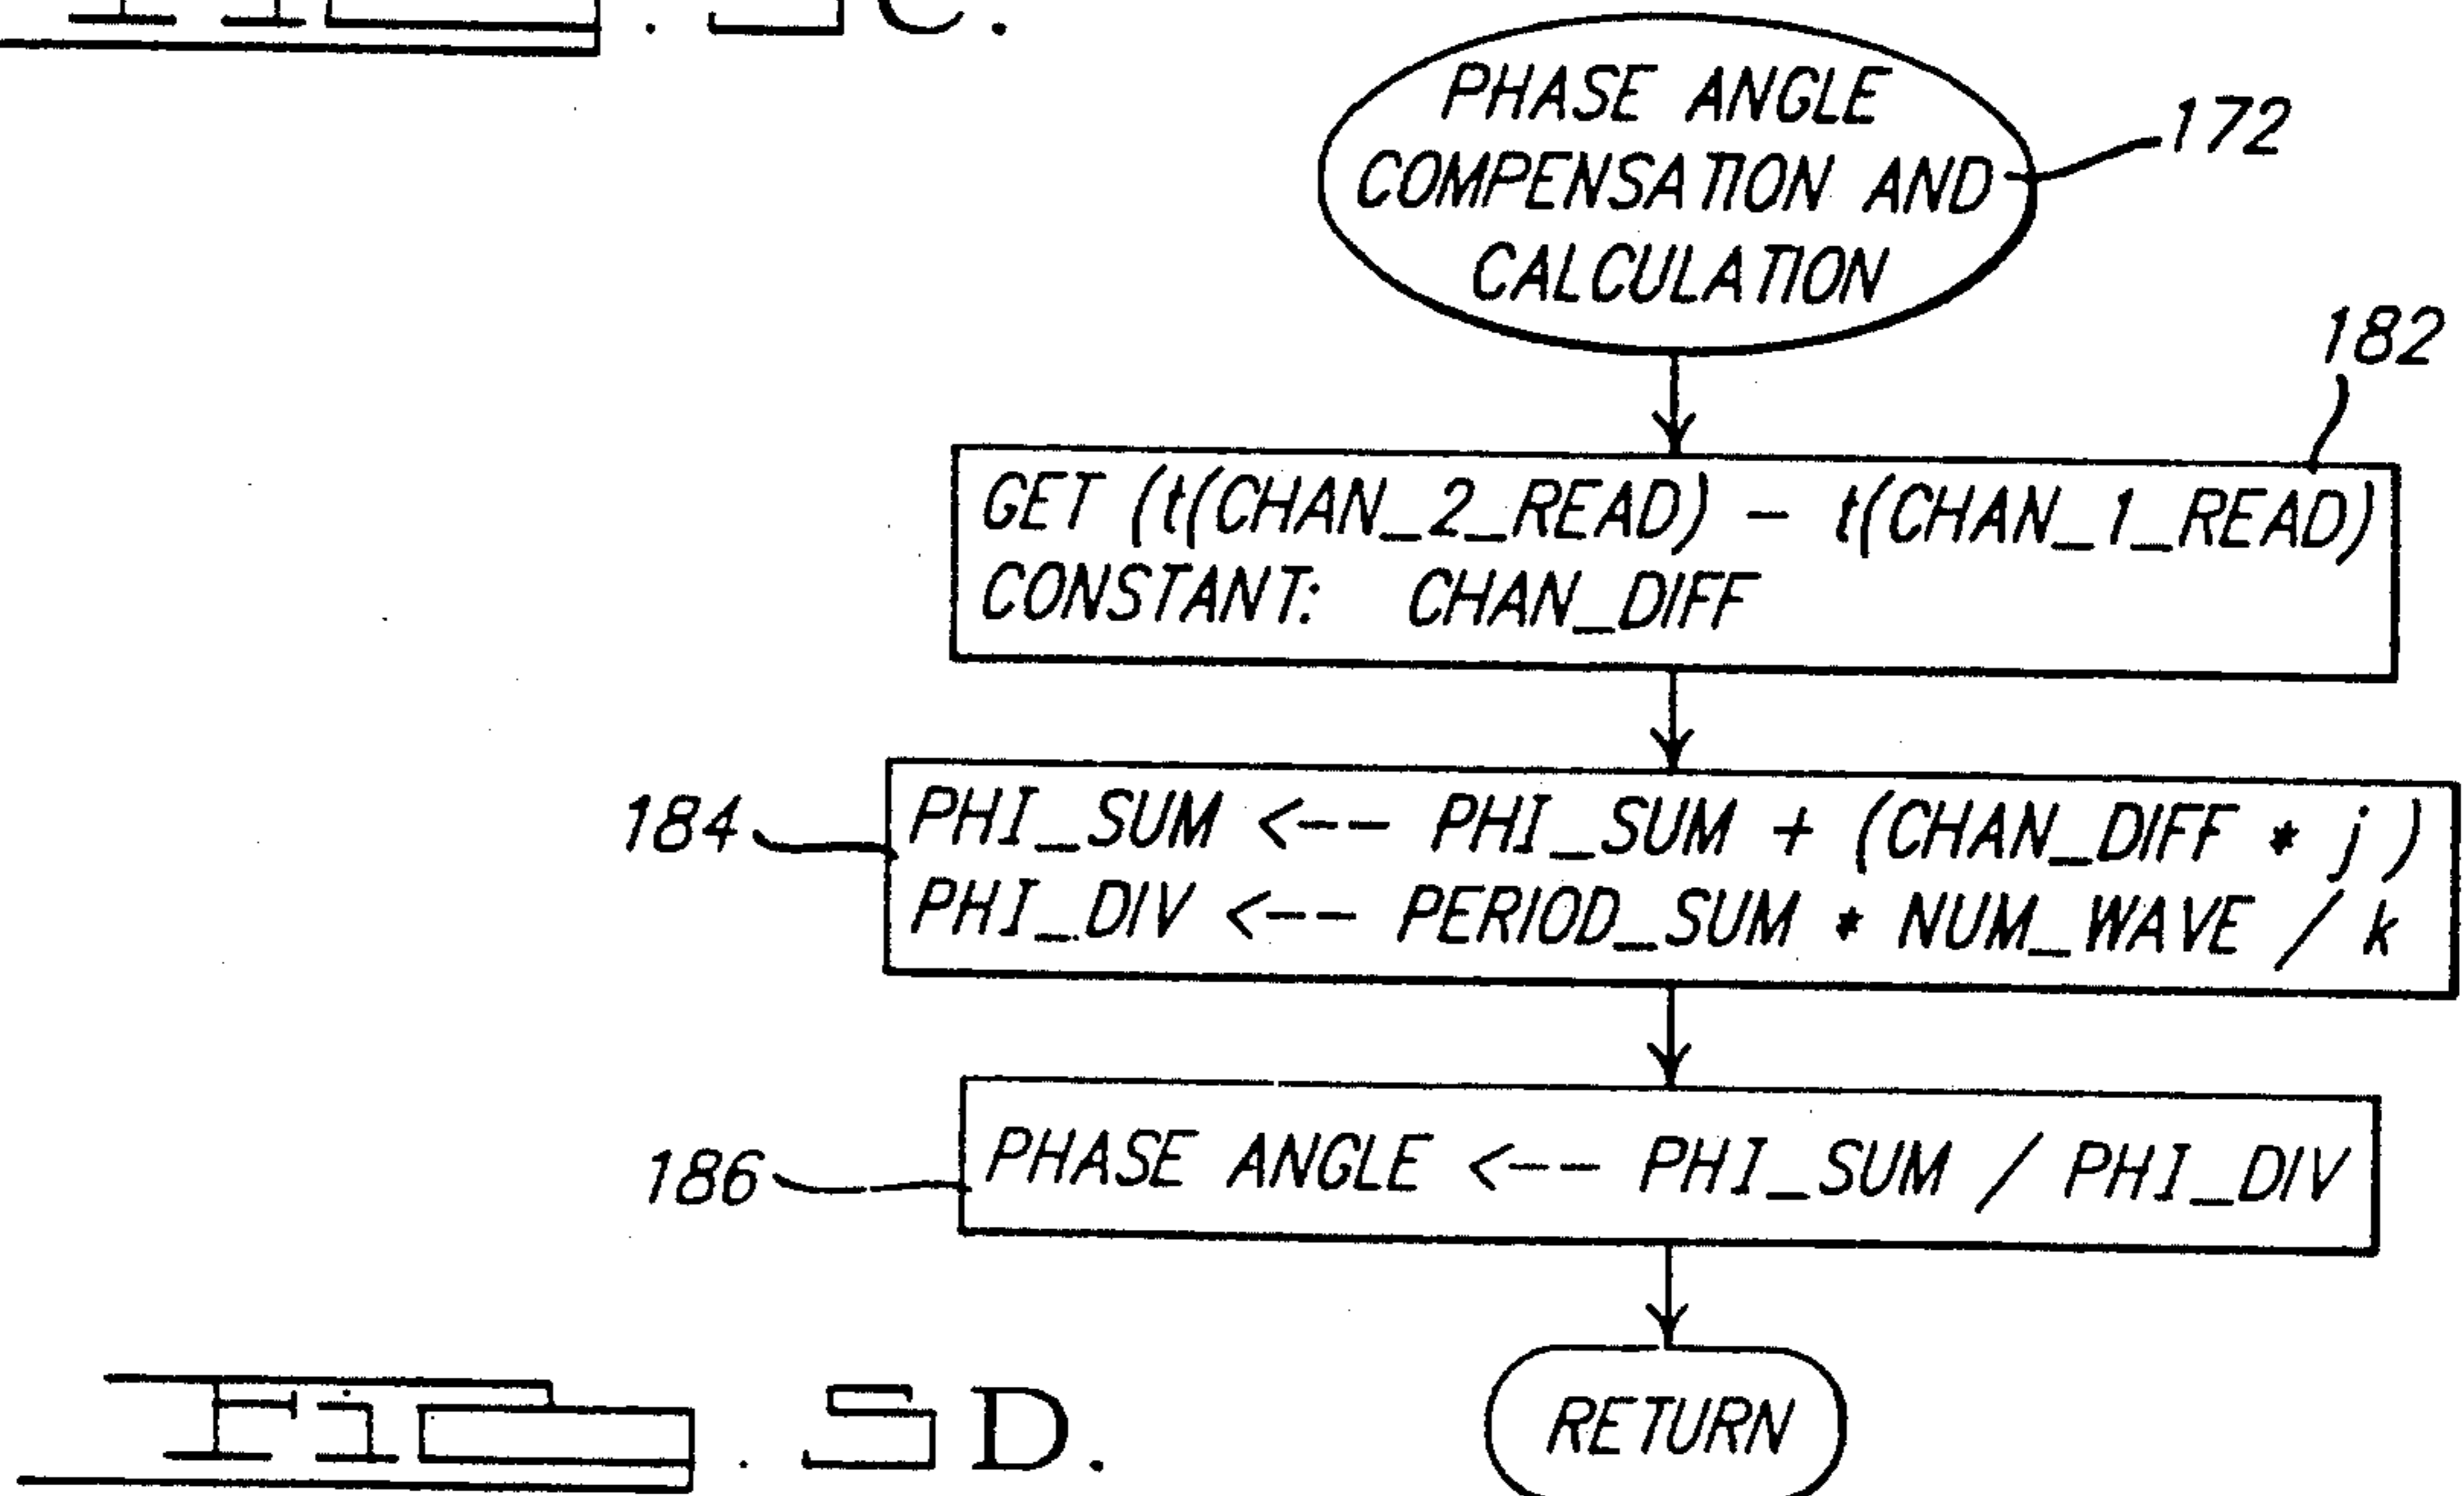 PHASE ANGLE
COMPENSATION AND
CALCULATION
172
182
GET (t(CHAN_2_READ) - t(CHAN_1_READ)
CONSTANT: CHAN_DIFF
184
PHI_SUM <-- PHI_SUM + (CHAN_DIFF * j )
PHI_DIV <-- PERIOD_SUM * NUM_WAVE / k
186
PHASE ANGLE <-- PHI_SUM / PHI_DIV
RETURN
Fig. 5D.